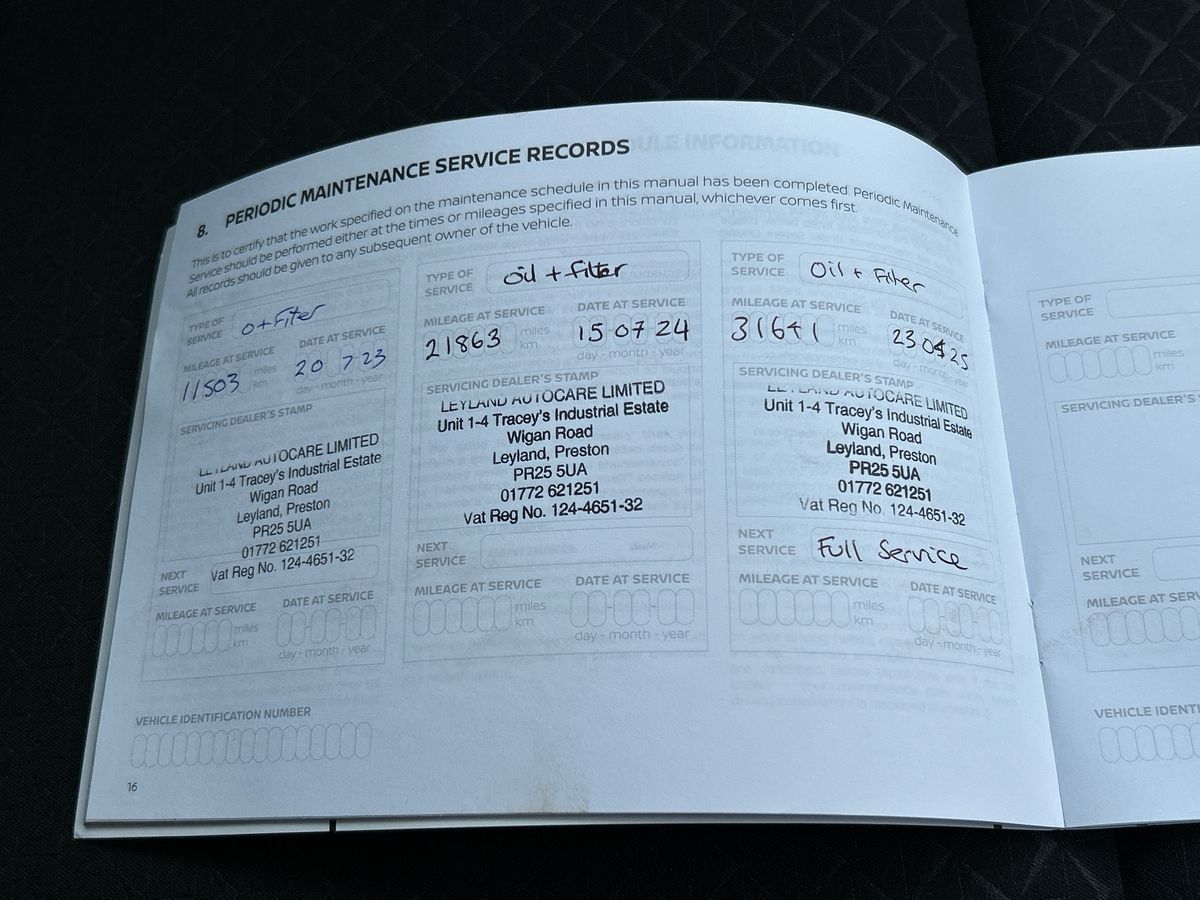 8. PERIODIC MAINTENANCE SERVICE RECORDS
This is to certify that the work specified on the maintenance schedule in this manual has been completed. Periodic Maintenance
Service should be performed either at the times or mileages specified in this manual, whichever comes first.
All records should be given to any subsequent owner of the vehicle.
TYPE OF
SERVICE
O+Filter
MILEAGE AT SERVICE
DATE AT SERVICE
11503
miles
km
20 7 23
day - month - year
SERVICING DEALER'S STAMP
LEYLAND AUTOCARE LIMITED
Unit 1-4 Tracey's Industrial Estate
Wigan Road
Leyland, Preston
PR25 5UA
01772 621251
Vat Reg No. 124-4651-32
NEXT
SERVICE
MILEAGE AT SERVICE
DATE AT SERVICE
miles
km
day - month - year
TYPE OF
SERVICE
Oil + Filter
MILEAGE AT SERVICE
DATE AT SERVICE
21863
miles
km
15 07 24
day - month - year
SERVICING DEALER'S STAMP
LEYLAND AUTOCARE LIMITED
Unit 1-4 Tracey's Industrial Estate
Wigan Road
Leyland, Preston
PR25 5UA
01772 621251
Vat Reg No. 124-4651-32
NEXT
SERVICE
MILEAGE AT SERVICE
DATE AT SERVICE
miles
km
day - month - year
TYPE OF
SERVICE
Oil + Filter
MILEAGE AT SERVICE
DATE AT SERVICE
31641
miles
km
23 04 25
day - month - year
SERVICING DEALER'S STAMP
LEYLAND AUTOCARE LIMITED
Unit 1-4 Tracey's Industrial Estate
Wigan Road
Leyland, Preston
PR25 5UA
01772 621251
Vat Reg No. 124-4651-32
NEXT
SERVICE
Full Service
MILEAGE AT SERVICE
DATE AT SERVICE
miles
km
day - month - year
VEHICLE IDENTIFICATION NUMBER
16
TYPE OF
SERVICE
MILEAGE AT SERVICE
miles
km
SERVICING DEALER'S S
NEXT
SERVICE
MILEAGE AT SERV
VEHICLE IDENTI